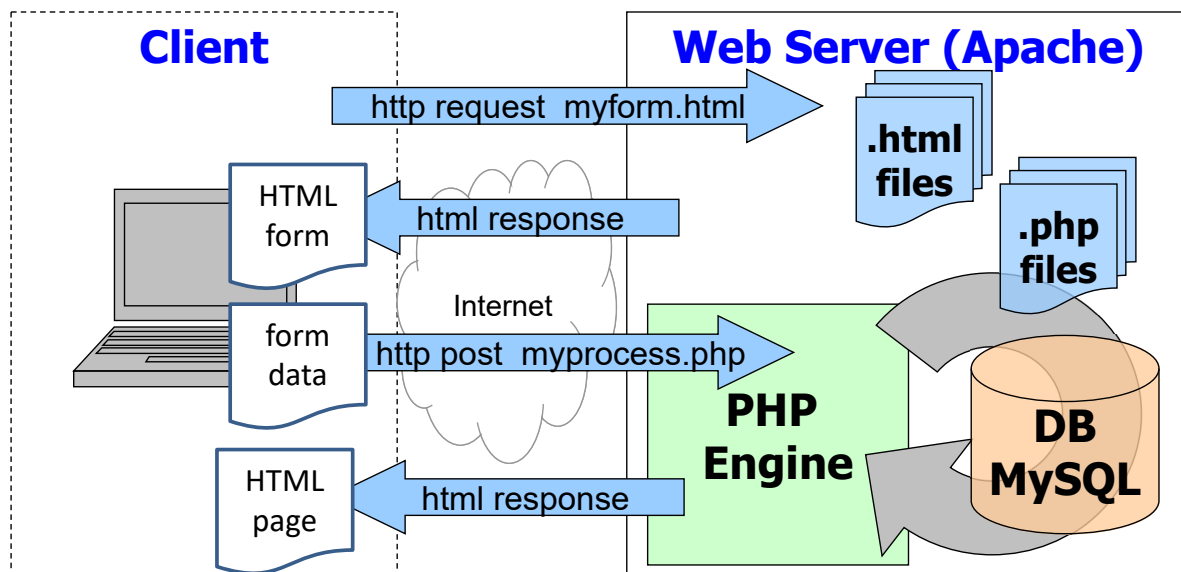 Client
Web Server (Apache)
http request  myform.html
.html
files
.php
files
HTML
form
html response
Internet
form
data
http post  myprocess.php
PHP
Engine
DB
MySQL
HTML
page
html response